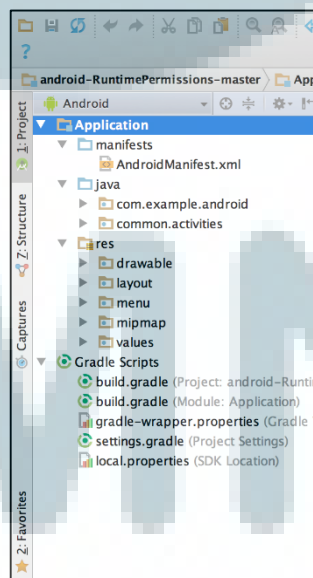 ?
android-RuntimePermissions-master
App
1: Project
Android
Application
manifests
AndroidManifest.xml
java
com.example.android
common.activities
Z: Structure
res
drawable
layout
menu
mipmap
values
Captures
Gradle Scripts
build.gradle (Project: android-Runti
build.gradle (Module: Application)
gradle-wrapper.properties (Gradle
settings.gradle (Project Settings)
local.properties (SDK Location)
2: Favorites